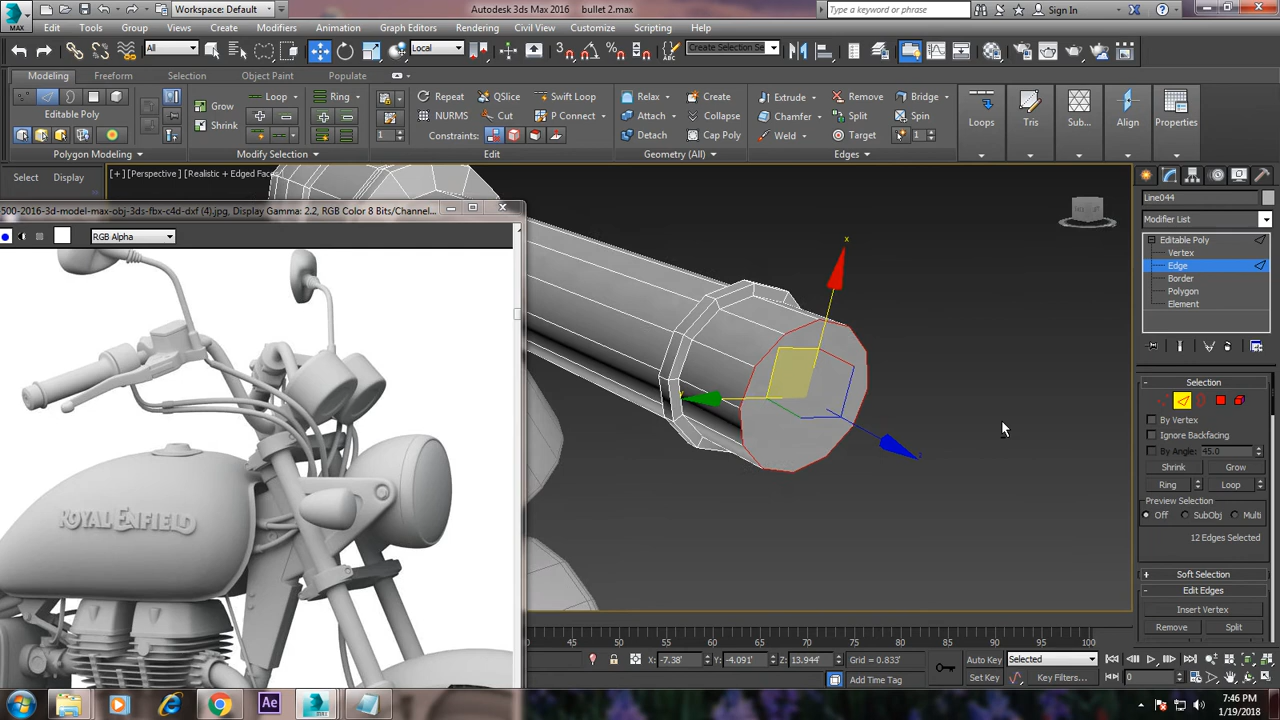 Workspace: Default
Autodesk 3ds Max 2016    bullet 2.max
Type a keyword or phrase
Sign In
MAX
Edit Tools Group Views Create Modifiers Animation Graph Editors Rendering Civil View Customize Scripting Help
All
Local
Create Selection Se
Modeling Freeform Selection Object Paint Populate
Editable Poly
Grow
Shrink
Loop
Ring
1
Repeat QSlice Swift Loop
NURMS Cut P Connect
Constraints:
Relax Create
Attach Collapse
Detach Cap Poly
Extrude Remove Bridge
Chamfer Split Spin
Weld Target 1
Loops Tris Sub... Align Properties
Polygon Modeling Modify Selection Edit Geometry (All) Edges
Select Display
[+] [Perspective] [Realistic + Edged Face
500-2016-3d-model-max-obj-3ds-fbx-c4d-dxf (4).jpg, Display Gamma: 2.2, RGB Color 8 Bits/Channel...
RGB Alpha
ROYAL ENFIELD
x
Line044
Modifier List
Editable Poly
Vertex
Edge
Border
Polygon
Element
Selection
By Vertex
Ignore Backfacing
By Angle: 45.0
Shrink Grow
Ring Loop
Preview Selection
Off SubObj Multi
12 Edges Selected
Soft Selection
Edit Edges
Insert Vertex
Remove Split
45 50 55 60 65 70 75 80 85 90 95 100
X: -7.38' Y: -4.091' Z: 13.944' Grid = 0.833'
Add Time Tag
Auto Key Selected
Set Key Key Filters...
0
Ae
MAX
7:46 PM
1/19/2018